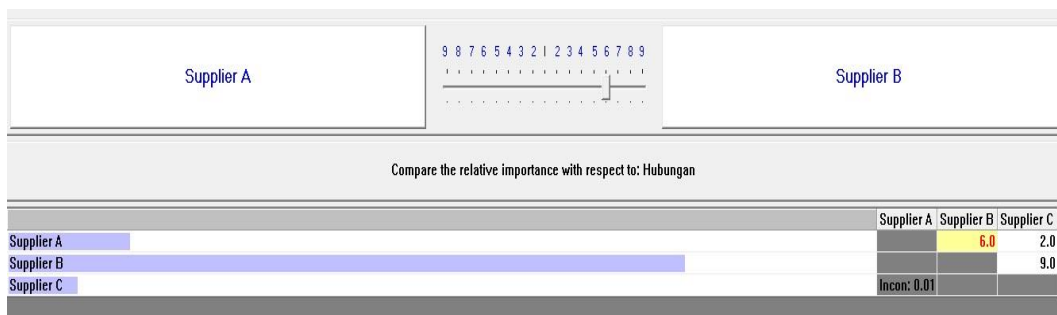 Supplier A
9 8 7 6 5 4 3 2 1 2 3 4 5 6 7 8 9
Supplier B
Compare the relative importance with respect to: Hubungan
Supplier A Supplier B Supplier C
Supplier A 6.0 2.0
Supplier B 9.0
Supplier C Incon: 0.01